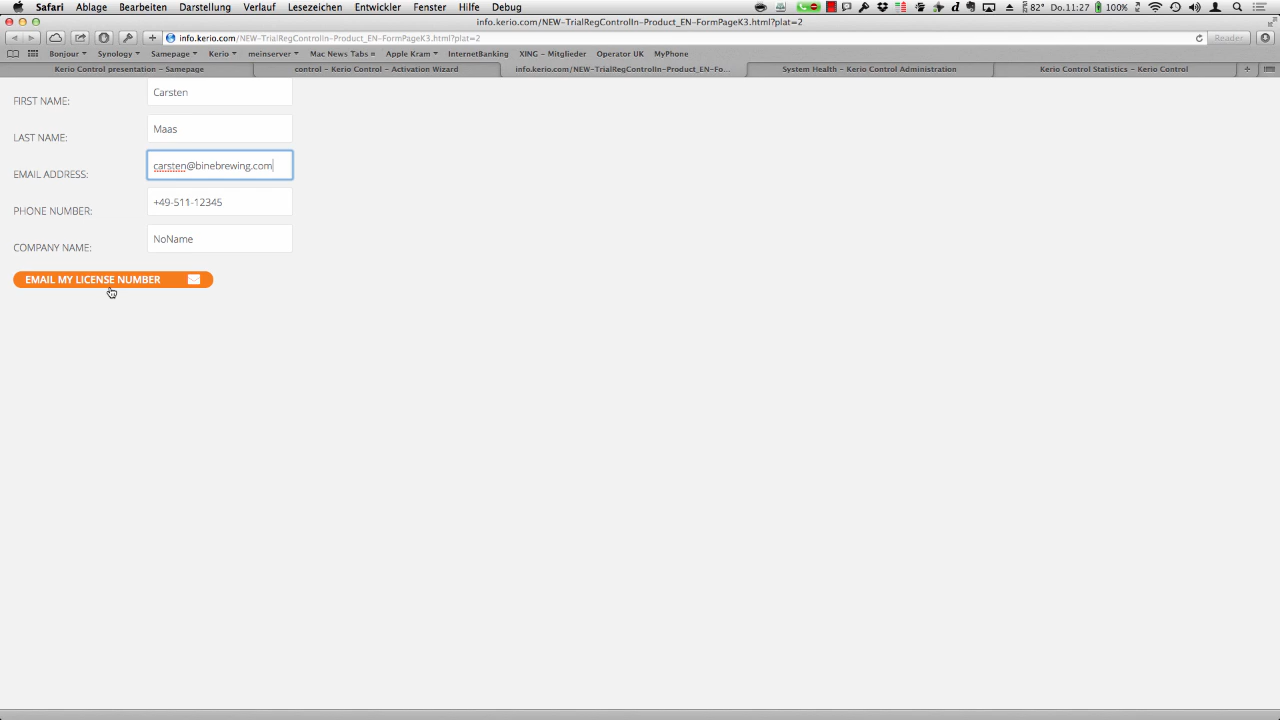 Safari Ablage Bearbeiten Darstellung Verlauf Lesezeichen Entwickler Fenster Hilfe Debug 82° Do.11:27 100%
info.kerio.com/NEW-TrialRegControlIn-Product_EN-FormPageK3.html?plat=2
info.kerio.com/NEW-TrialRegControlIn-Product_EN-FormPageK3.html?plat=2 Reader
Bonjour Synology Samepage Kerio meinserver Mac News Tabs Apple Kram InternetBanking XING - Mitglieder Operator UK MyPhone
Kerio Control presentation - Samepage control - Kerio Control - Activation Wizard info.kerio.com/NEW-TrialRegControlIn-Product_EN-Fo... System Health - Kerio Control Administration Kerio Control Statistics - Kerio Control
FIRST NAME: Carsten
LAST NAME: Maas
EMAIL ADDRESS: carsten@binebrewing.com
PHONE NUMBER: +49-511-12345
COMPANY NAME: NoName
EMAIL MY LICENSE NUMBER